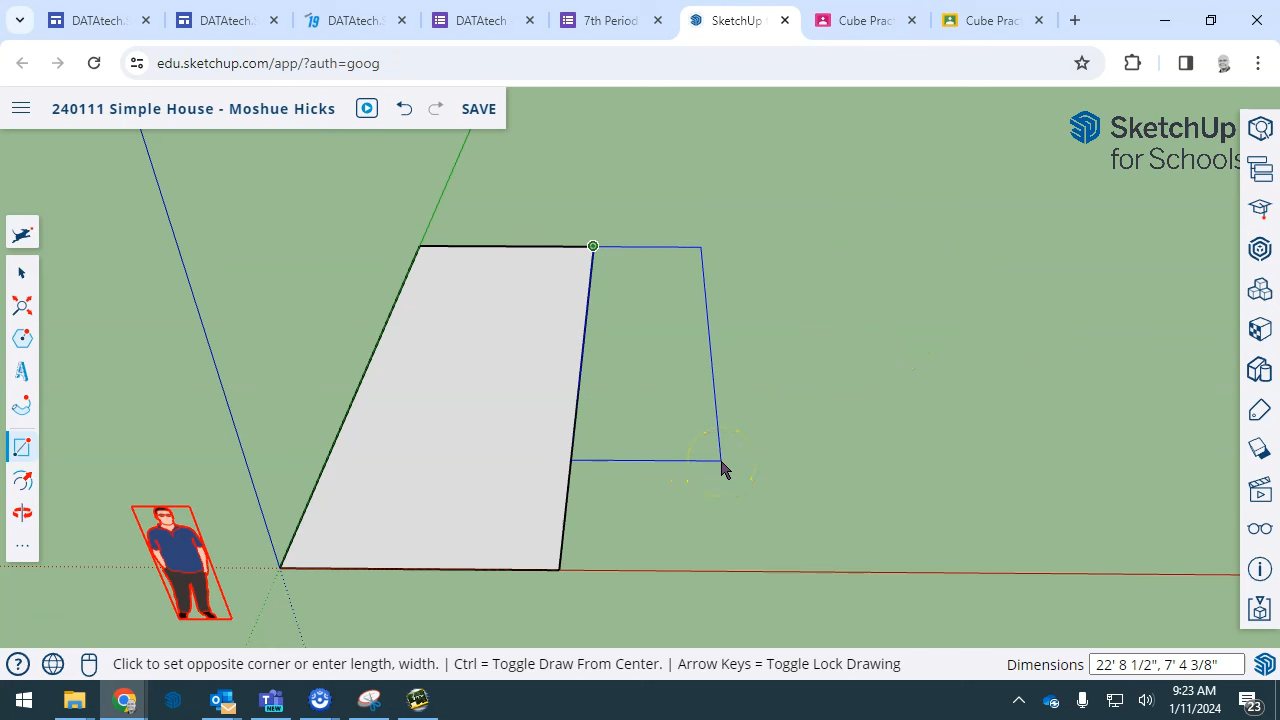 DATAtech.S
DATAtech.S
19
DATAtech.S
DATAtech
7th Period
SketchUp
Cube Prac
Cube Prac
edu.sketchup.com/app/?auth=goog
240111 Simple House - Moshue Hicks
SAVE
SketchUp
for Schools
Click to set opposite corner or enter length, width. | Ctrl = Toggle Draw From Center. | Arrow Keys = Toggle Lock Drawing
Dimensions
22' 8 1/2", 7' 4 3/8"
NEW
9:23 AM
1/11/2024
23